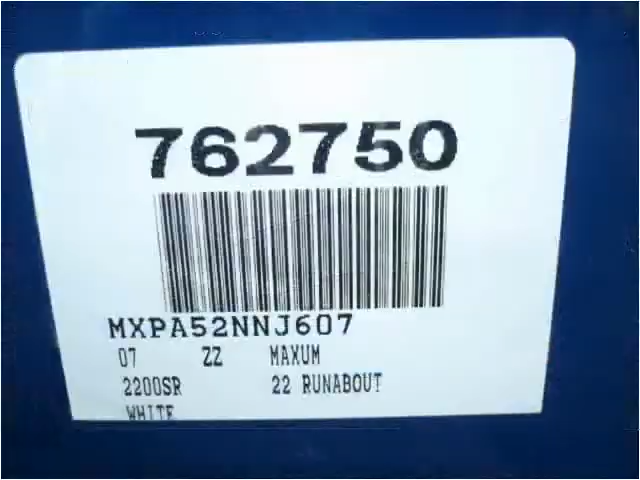 762750
MXPA52NNJ607
07 ZZ MAXUM
2200SR 22 RUNABOUT
WHITE